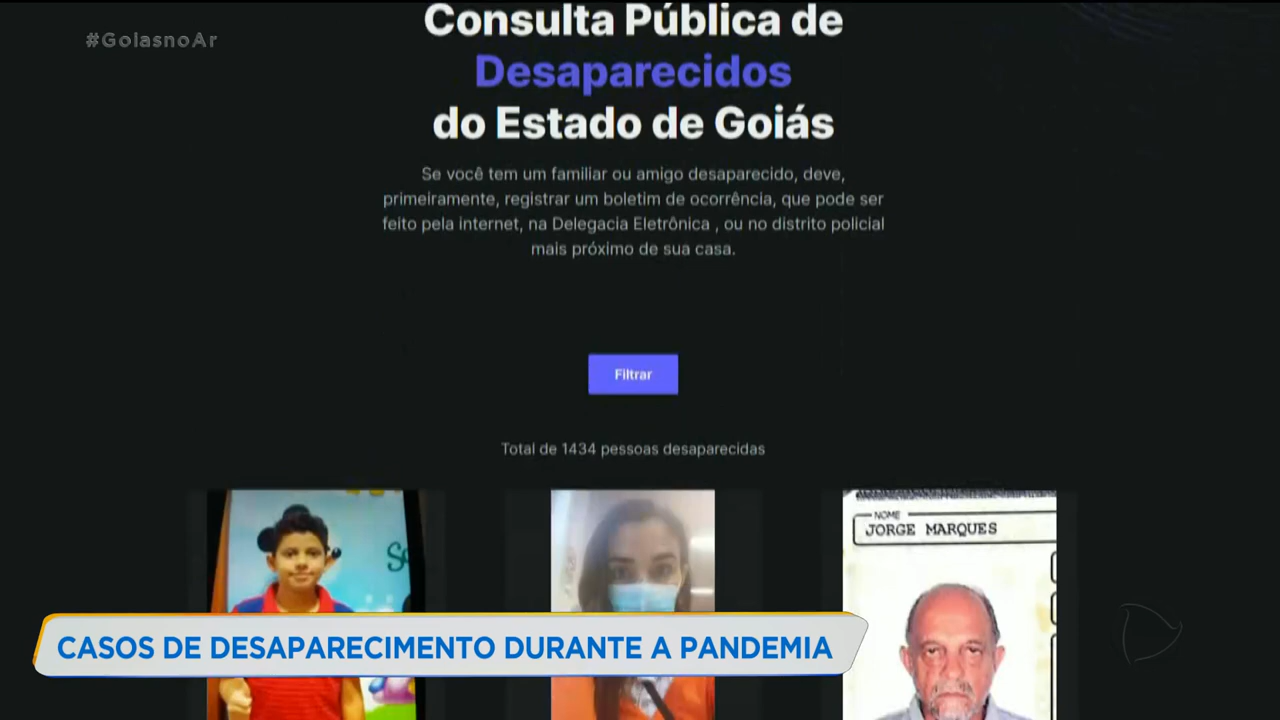 #GoiasnoAr
Consulta Pública de
Desaparecidos
do Estado de Goiás
Se você tem um familiar ou amigo desaparecido, deve,
primeiramente, registrar um boletim de ocorrência, que pode ser
feito pela internet, na Delegacia Eletrônica , ou no distrito policial
mais próximo de sua casa.
Filtrar
Total de 1434 pessoas desaparecidas
NOME
JORGE MARQUES
CASOS DE DESAPARECIMENTO DURANTE A PANDEMIA